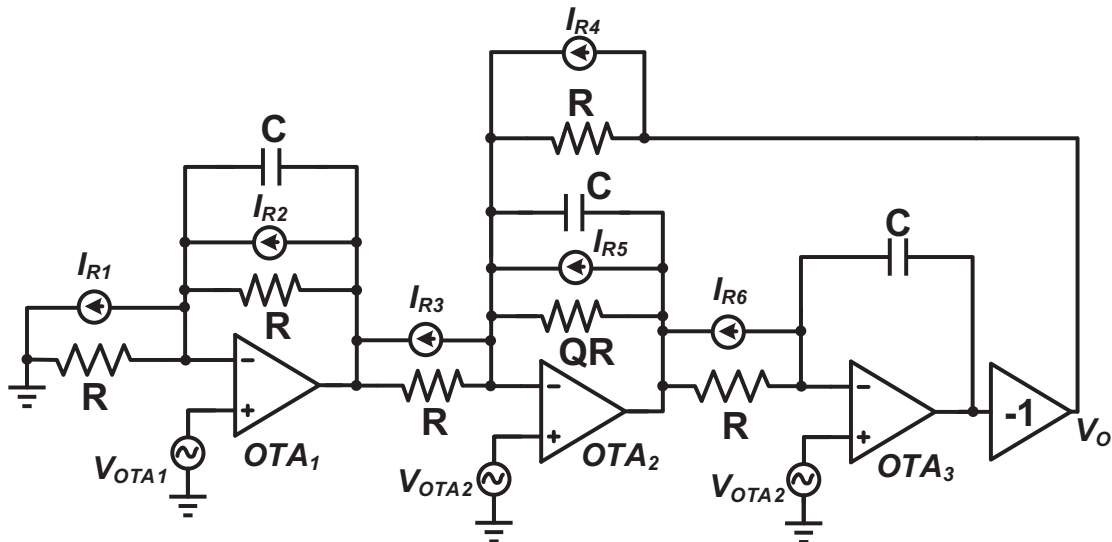 I_R4
R
C
I_R2
C
I_R5
C
I_R1
R
I_R3
I_R6
QR
R
R
R
-1
V_OTA1
OTA_1
V_OTA2
OTA_2
V_OTA2
OTA_3
V_O